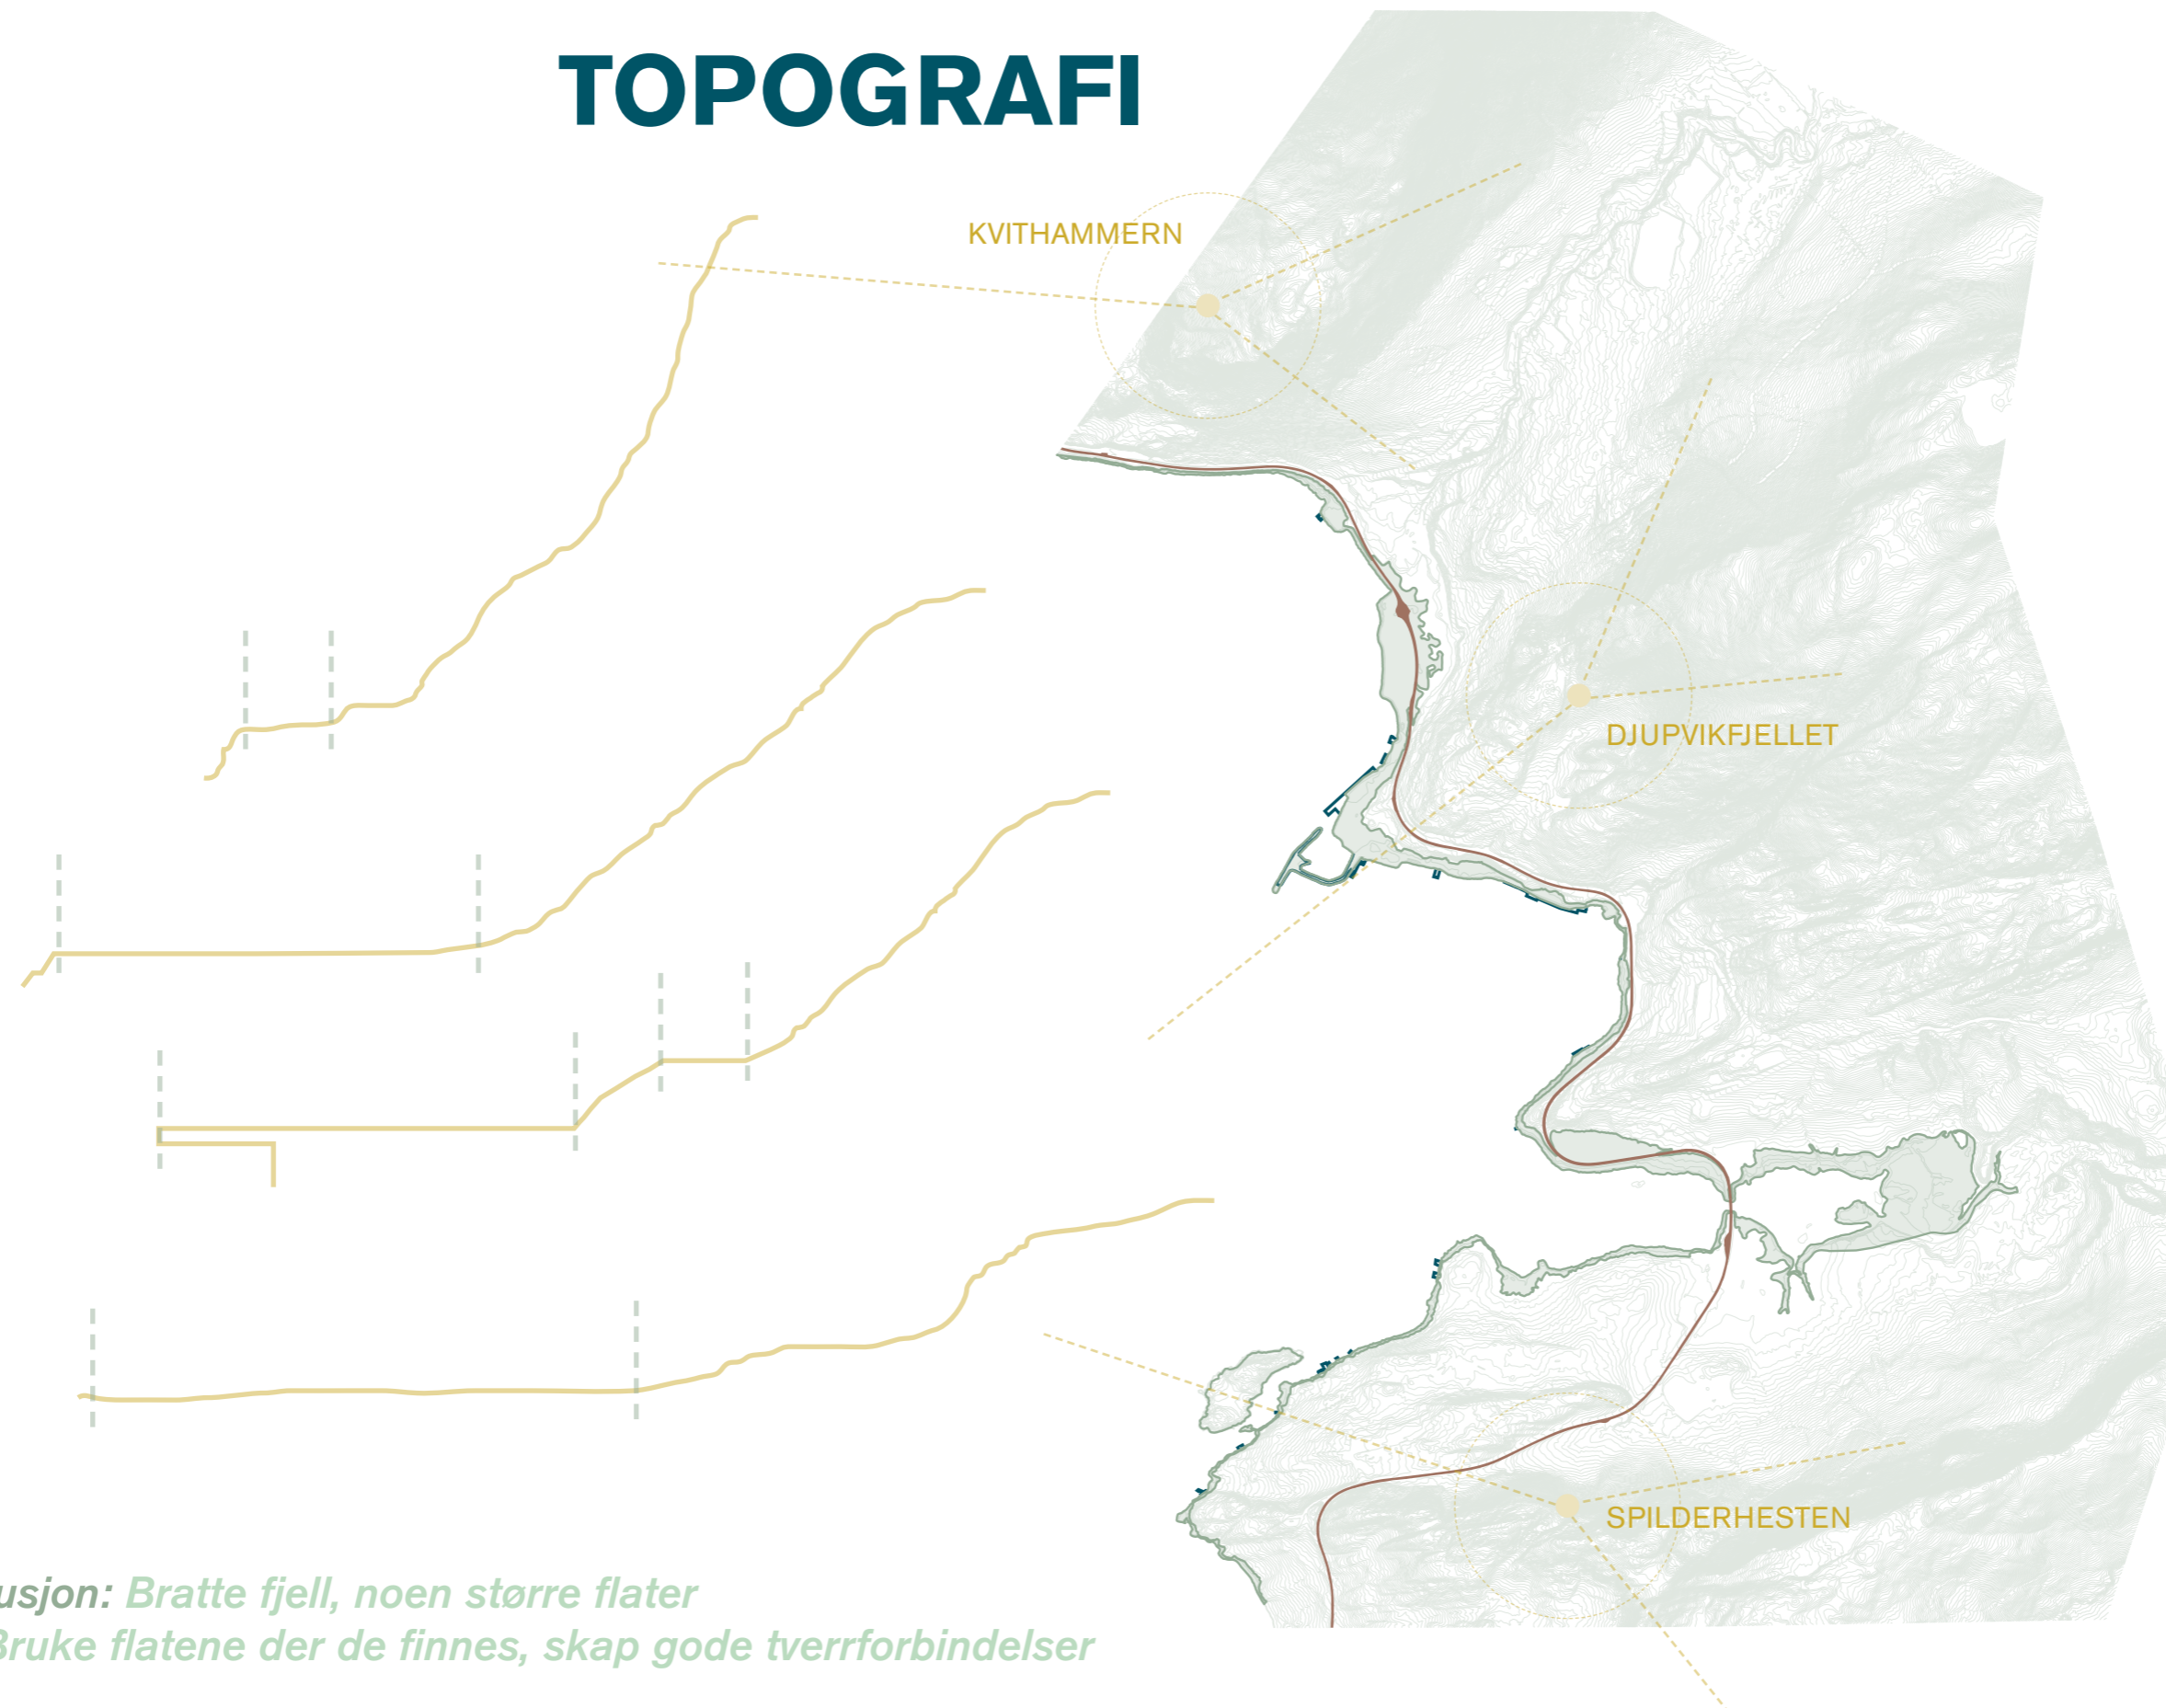 TOPOGRAFI
KVITHAMMERN
DJUPVIKFJELLET
SPILDERHESTEN
usjon: Bratte fjell, noen større flater
Bruke flatene der de finnes, skap gode tverrforbindelser